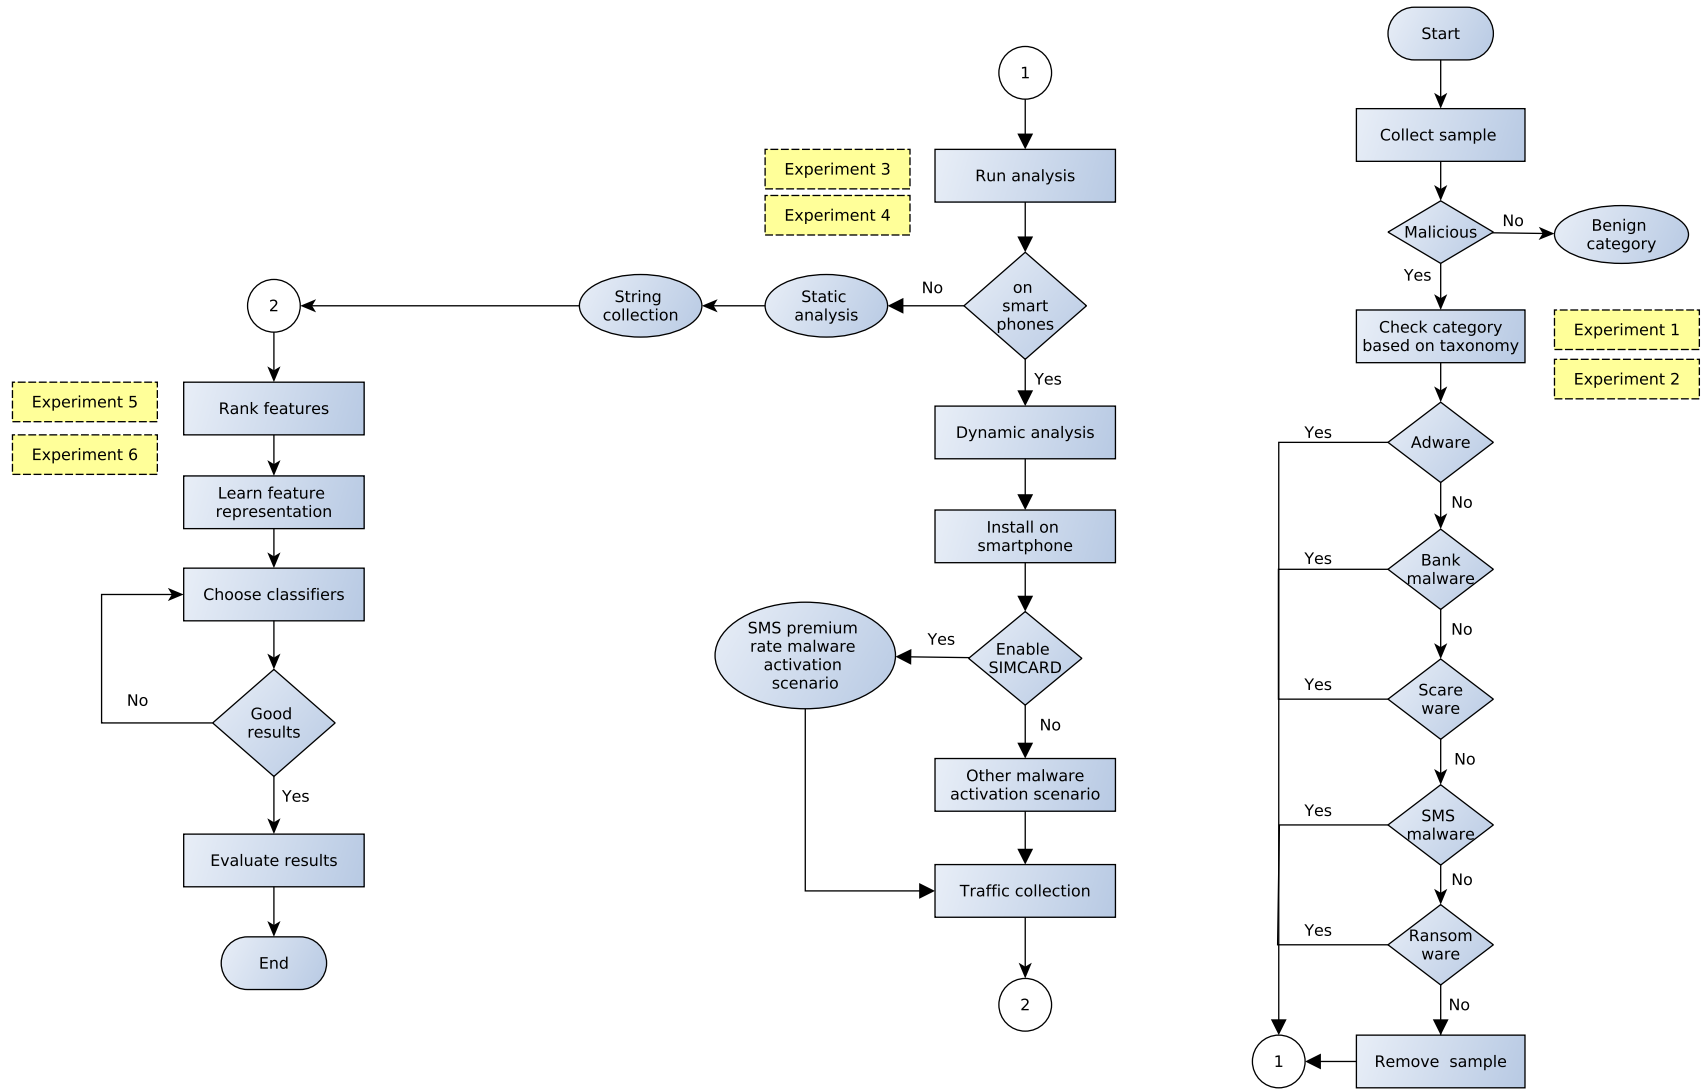 Start
Collect sample
Malicious
No
Benign
category
Yes
Check category
based on taxonomy
Experiment 1
Experiment 2
Adware
Yes
No
Bank
malware
Yes
No
Scare
ware
Yes
No
SMS
malware
Yes
No
Ransom
ware
Yes
No
Remove sample
1
1
Run analysis
Experiment 3
Experiment 4
on
smart
phones
No
Static
analysis
String
collection
2
Yes
Dynamic analysis
Install on
smartphone
Enable
SIMCARD
Yes
SMS premium
rate malware
activation
scenario
No
Other malware
activation scenario
Traffic collection
2
Rank features
Experiment 5
Experiment 6
Learn feature
representation
Choose classifiers
Good
results
No
Yes
Evaluate results
End